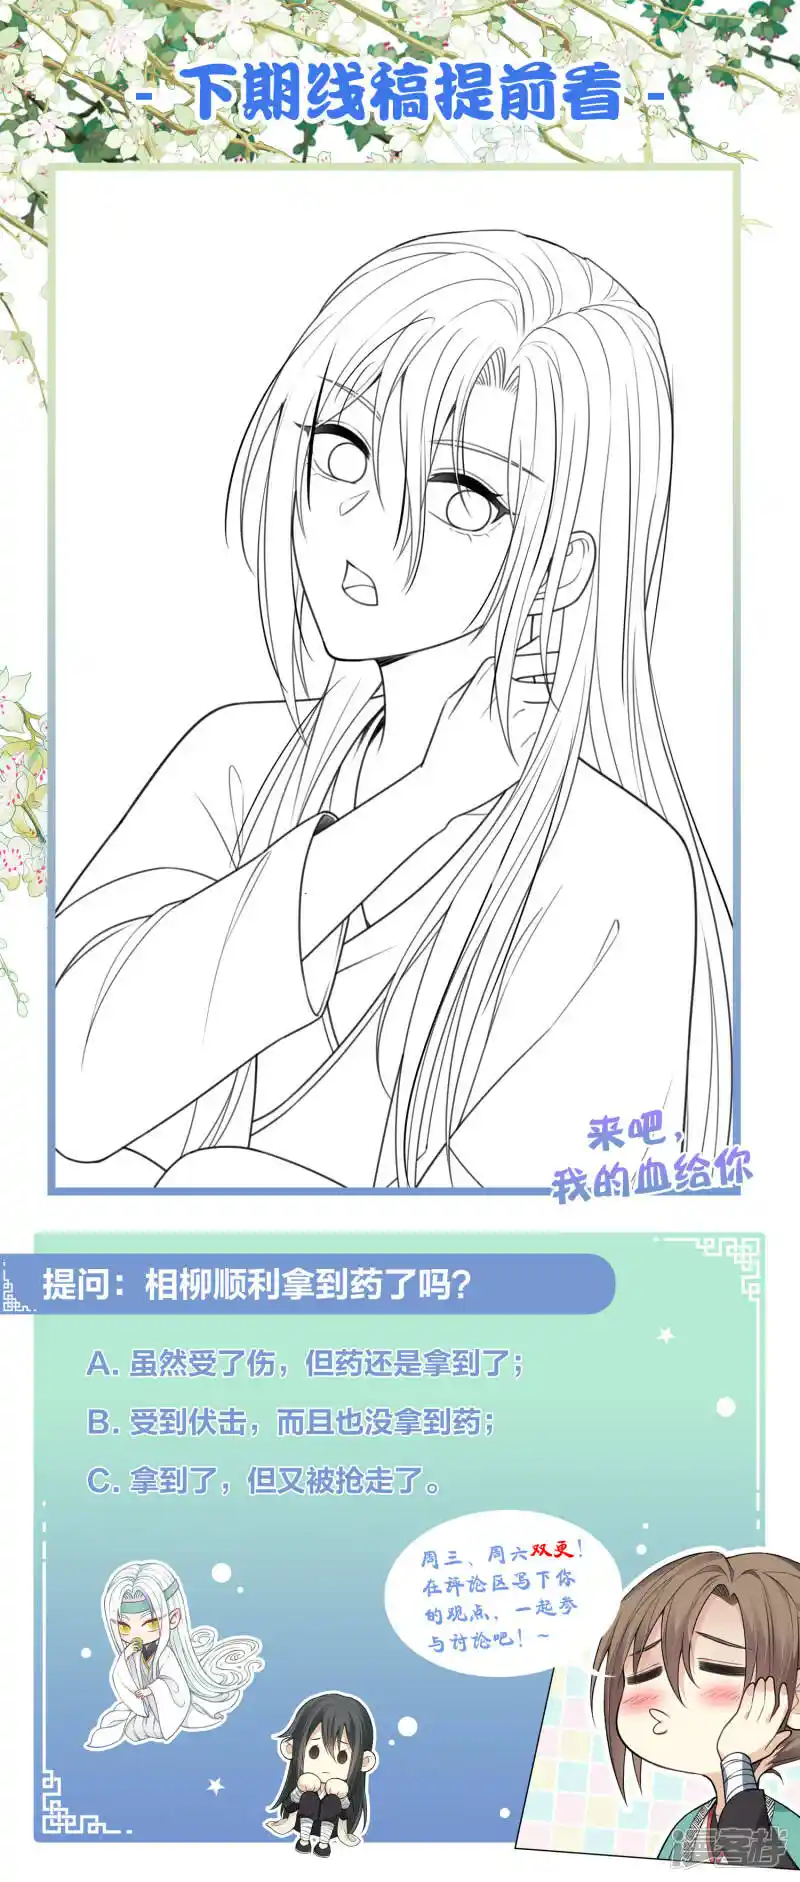 - 下期线稿提前看 -
来吧，
我的血给你
提问：相柳顺利拿到药了吗？
A. 虽然受了伤，但药还是拿到了；
B. 受到伏击，而且也没拿到药；
C. 拿到了，但又被抢走了。
周三、周六双更！
在评论区写下你
的观点，一起参
与讨论吧！~
漫客栈